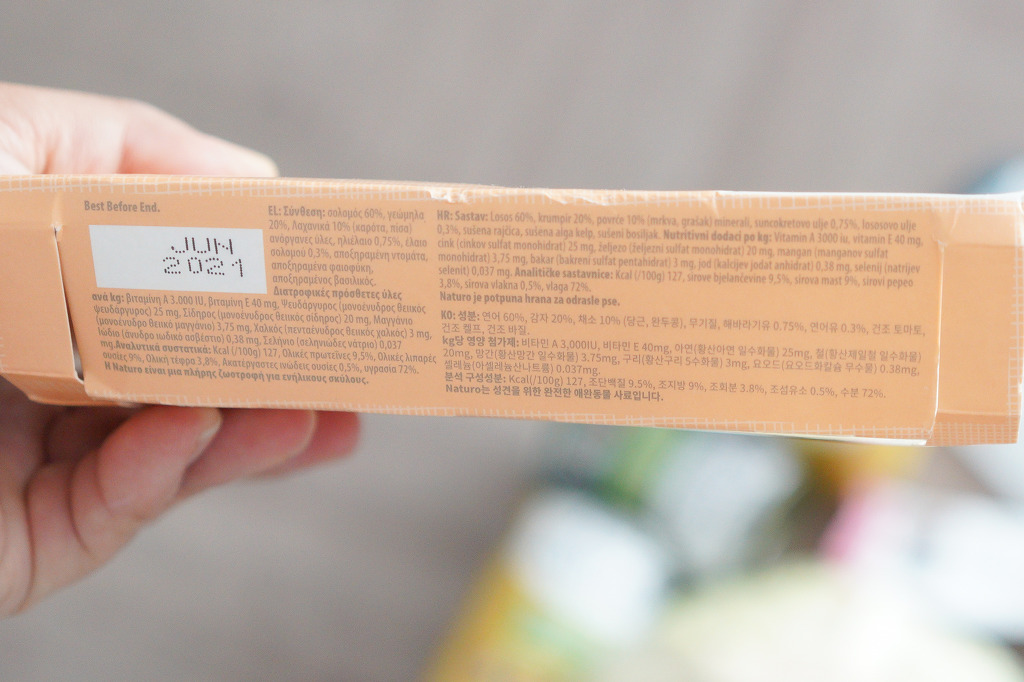 Best Before End.
JUN
2021
EL: Σύνθεση: σολομός 60%, γεώμηλα
20%, Λαχανικά 10% (καρότα, πίσα)
ανόργανες ύλες, ηλιέλαιο 0,75%, έλαιο
σολομού 0,3%, αποξηραμένη ντομάτα,
αποξηραμένα φαιοφύκη,
αποξηραμένος βασιλικός.
Διατροφικές πρόσθετες ύλες
ανά kg: βιταμίνη A 3.000 IU, βιταμίνη E 40 mg, Ψευδάργυρος (μονοένυδρος θειικός
ψευδάργυρος) 25 mg, Σίδηρος (μονοένυδρος θειικός σίδηρος) 20 mg, Μαγγάνιο
(μονοένυδρο θειικό μαγγάνιο) 3,75 mg, Χαλκός (πενταένυδρος θειικός χαλκός) 3 mg,
Ιώδιο (άνυδρο ιωδικό ασβέστιο) 0,38 mg, Σελήνιο (σεληνιώδες νάτριο) 0,037
mg.Αναλυτικά συστατικά: Kcal (/100g) 127, Ολικές πρωτεΐνες 9,5%, Ολικές λιπαρές
ουσίες 9%, Ολική τέφρα 3,8%, Ακατέργαστες ινώδεις ουσίες 0,5%, υγρασία 72%.
Η Naturo είναι μια πλήρης ζωοτροφή για ενήλικους σκύλους.
HR: Sastav: Losos 60%, krumpir 20%, povrce 10% (mrkva, grašak) minerali, suncokretovo ulje 0,75%, lososovo ulje
0,3%, sušena rajčica, sušena alga kelp, sušeni bosiljak. Nutritivni dodaci po kg: Vitamin A 3000 iu, vitamin E 40 mg,
cink (cinkov sulfat monohidrat) 25 mg, željezo (željezni sulfat monohidrat) 20 mg, mangan (manganov sulfat
monohidrat) 3,75 mg, bakar (bakreni sulfat pentahidrat) 3 mg, jod (kalcijev jodat anhidrat) 0,38 mg, selenij (natrijev
selenit) 0,037 mg. Analitičke sastavnice: Kcal (/100g) 127, sirove bjelančevine 9,5%, sirova mast 9%, sirovi pepeo
3,8%, sirova vlakna 0,5%, vlaga 72%.
Naturo je potpuna hrana za odrasle pse.
KO: 성분: 연어 60%, 감자 20%, 채소 10% (당근, 완두콩), 무기질, 해바라기유 0.75%, 연어유 0.3%, 건조 토마토,
건조 켈프, 건조 바질.
kg당 영양 첨가제: 비타민 A 3,000IU, 비타민 E 40mg, 아연(황산아연 일수화물) 25mg, 철(황산제일철 일수화물)
20mg, 망간(황산망간 일수화물) 3.75mg, 구리(황산구리 5수화물) 3mg, 요오드(요오드화칼슘 무수물) 0.38mg,
셀레늄(아셀레늄산나트륨) 0.037mg.
분석 구성성분: Kcal(/100g) 127, 조단백질 9.5%, 조지방 9%, 조회분 3.8%, 조섬유소 0.5%, 수분 72%.
Naturo는 성견을 위한 완전한 애완동물 사료입니다.